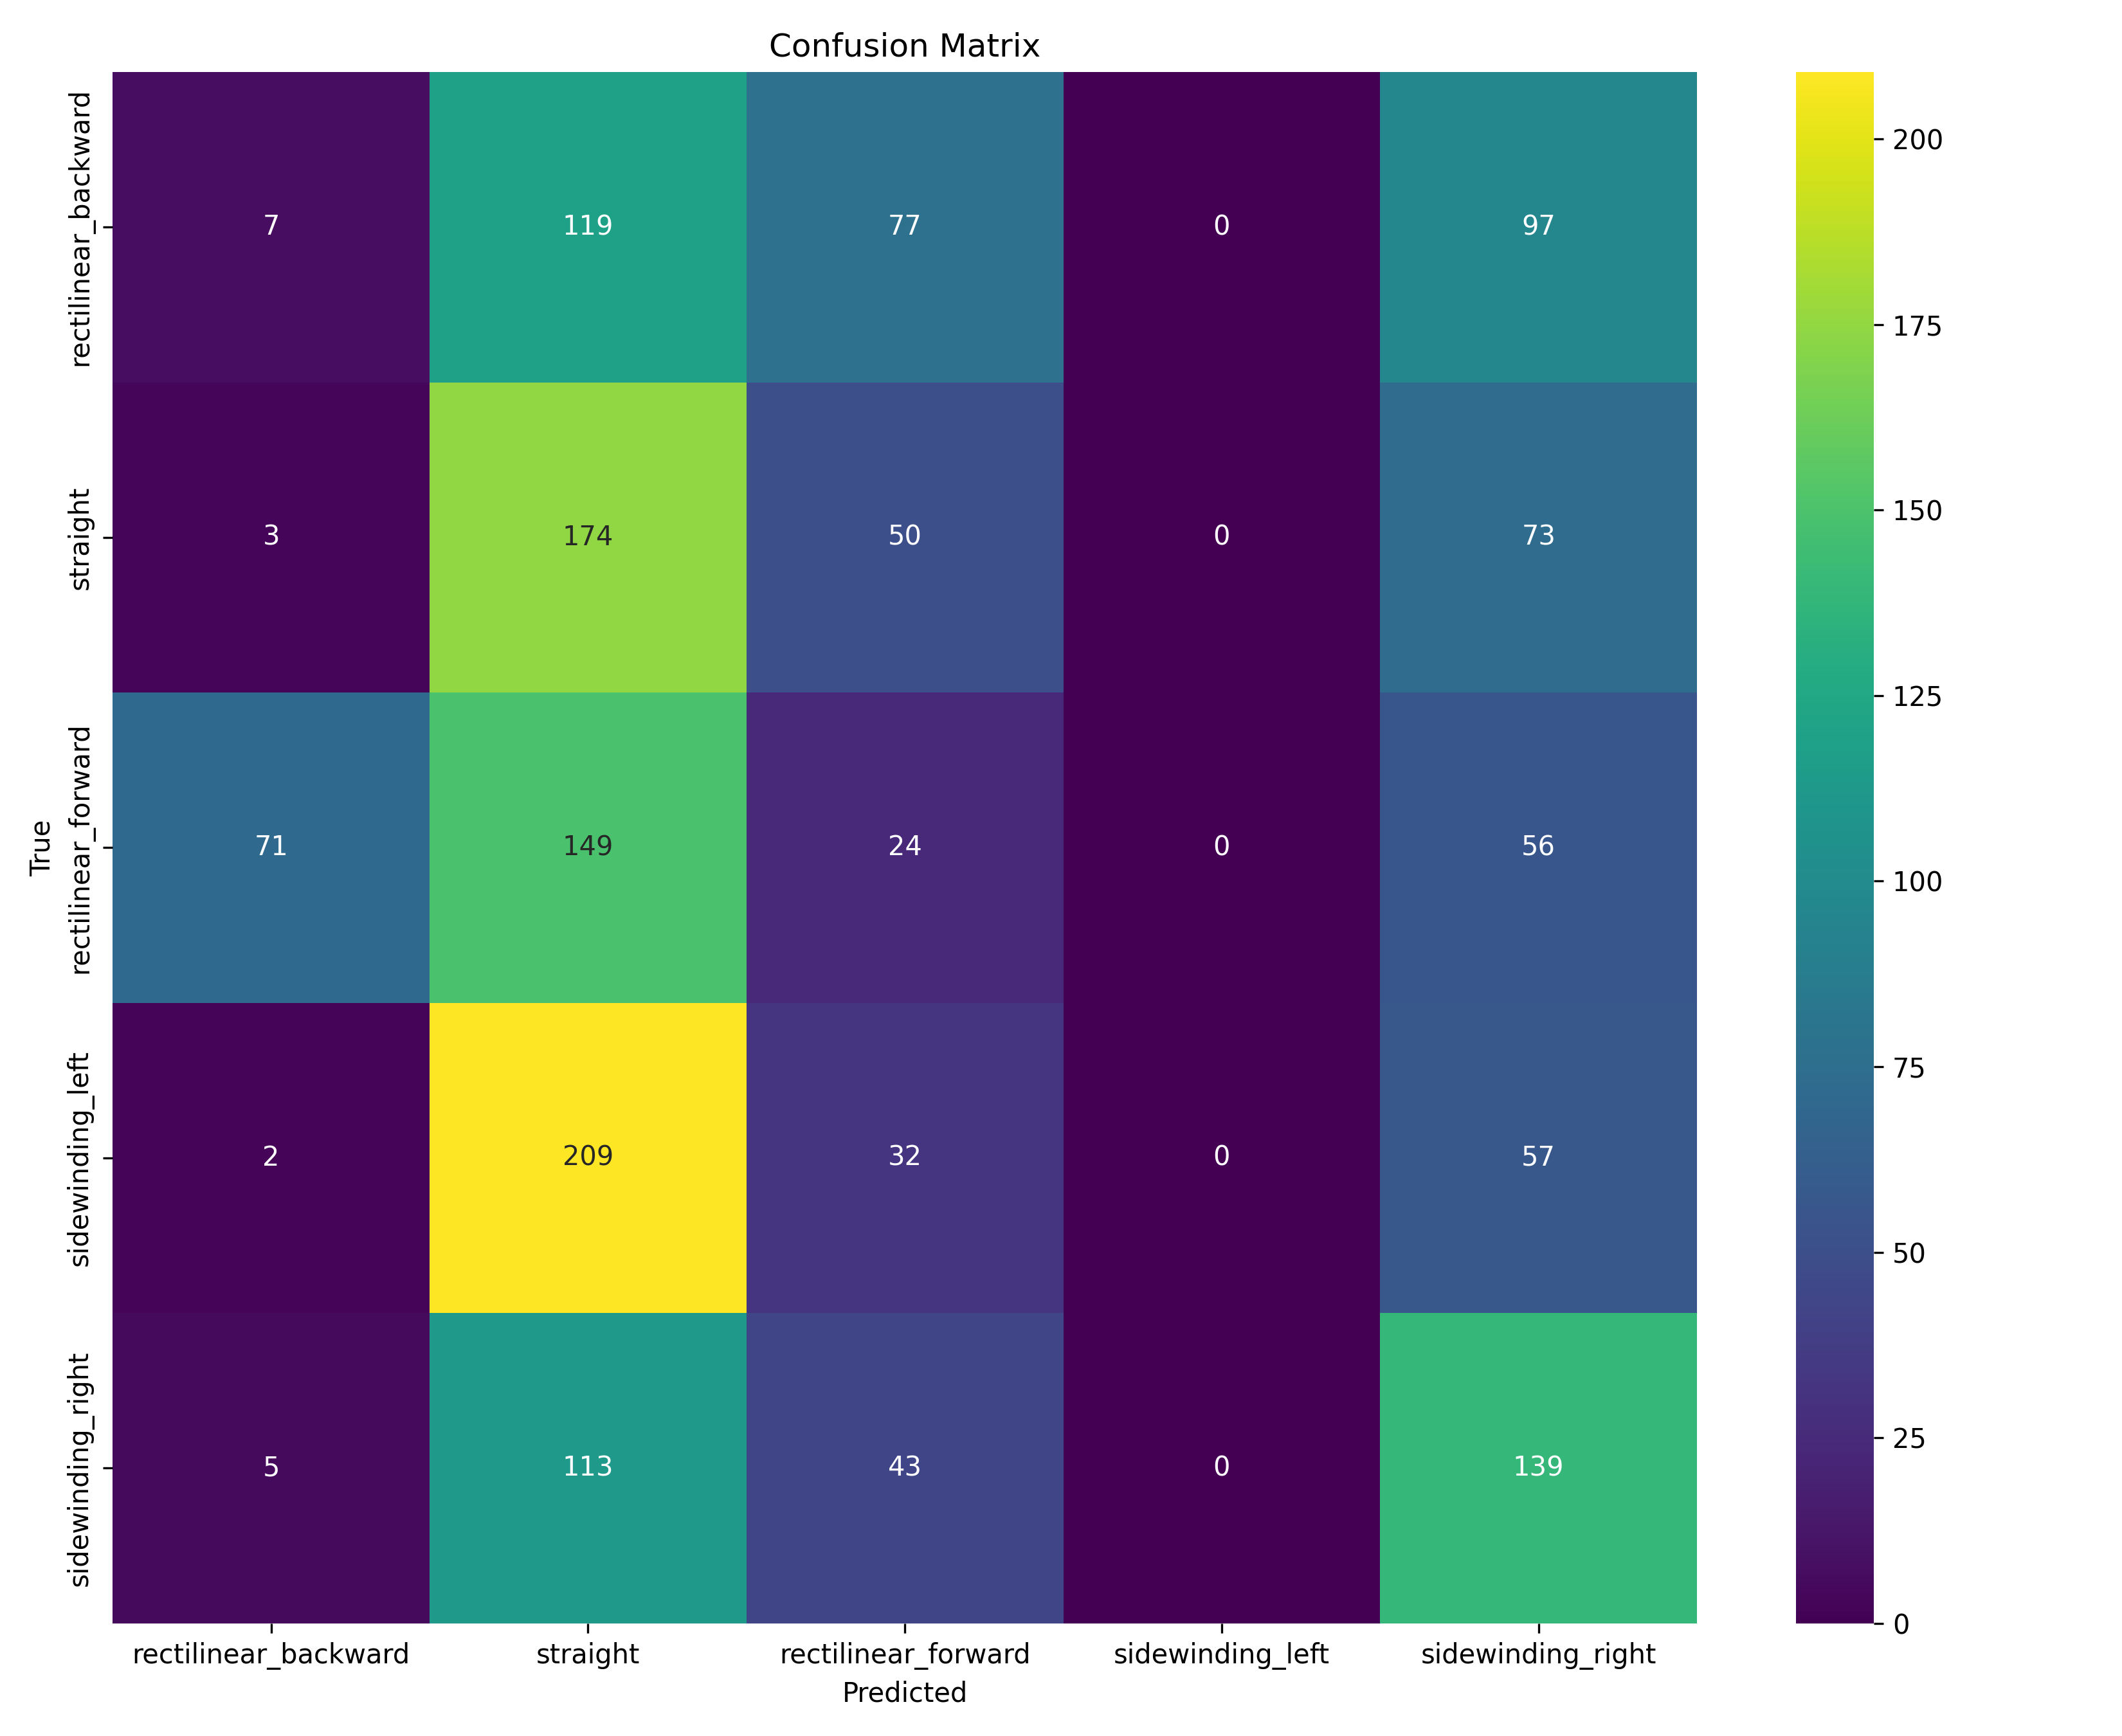 Confusion Matrix
True
rectilinear_backward
7 119 77 0 97
straight
3 174 50 0 73
rectilinear_forward
71 149 24 0 56
sidewinding_left
2 209 32 0 57
sidewinding_right
5 113 43 0 139
rectilinear_backward straight rectilinear_forward sidewinding_left sidewinding_right
Predicted
200
175
150
125
100
75
50
25
0